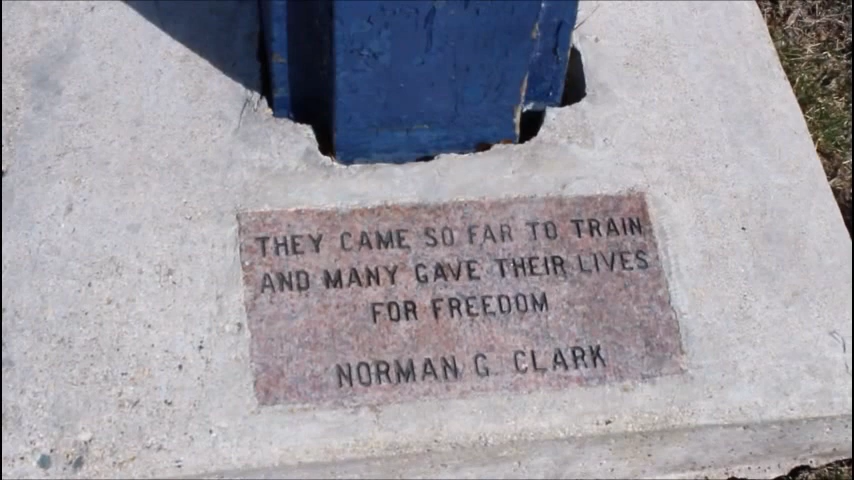 THEY CAME SO FAR TO TRAIN
AND MANY GAVE THEIR LIVES
FOR FREEDOM
NORMAN G. CLARK